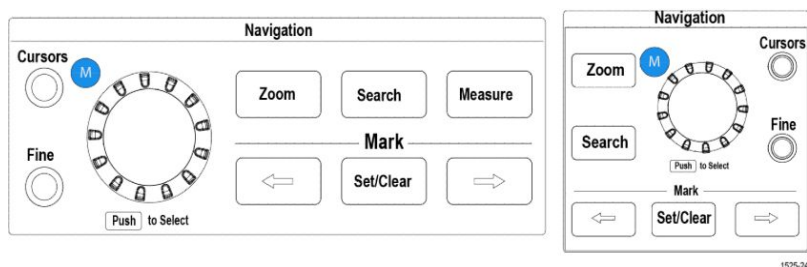 Navigation
Cursors
M
Zoom
Search
Measure
Fine
Mark
Set/Clear
Push to Select
Navigation
Zoom
M
Cursors
Search
Fine
Push to Select
Mark
Set/Clear